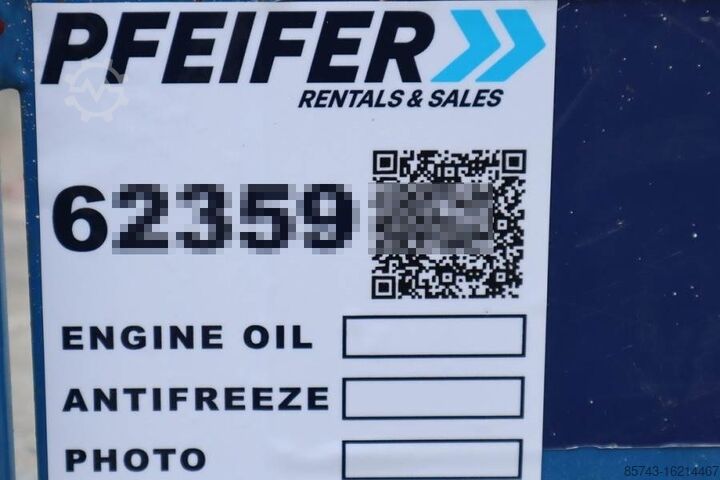 PFEIFER
RENTALS & SALES
62359
ENGINE OIL
ANTIFREEZE
PHOTO
85743-16214467